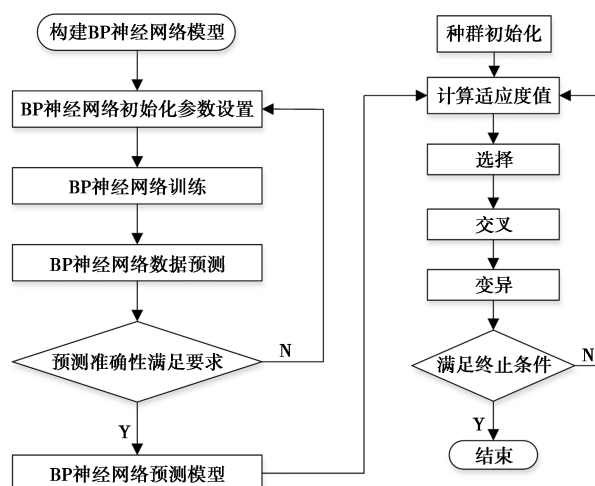 构建BP神经网络模型
BP神经网络初始化参数设置
BP神经网络训练
BP神经网络数据预测
预测准确性满足要求
N
Y
BP神经网络预测模型
种群初始化
计算适应度值
选择
交叉
变异
满足终止条件
N
Y
结束